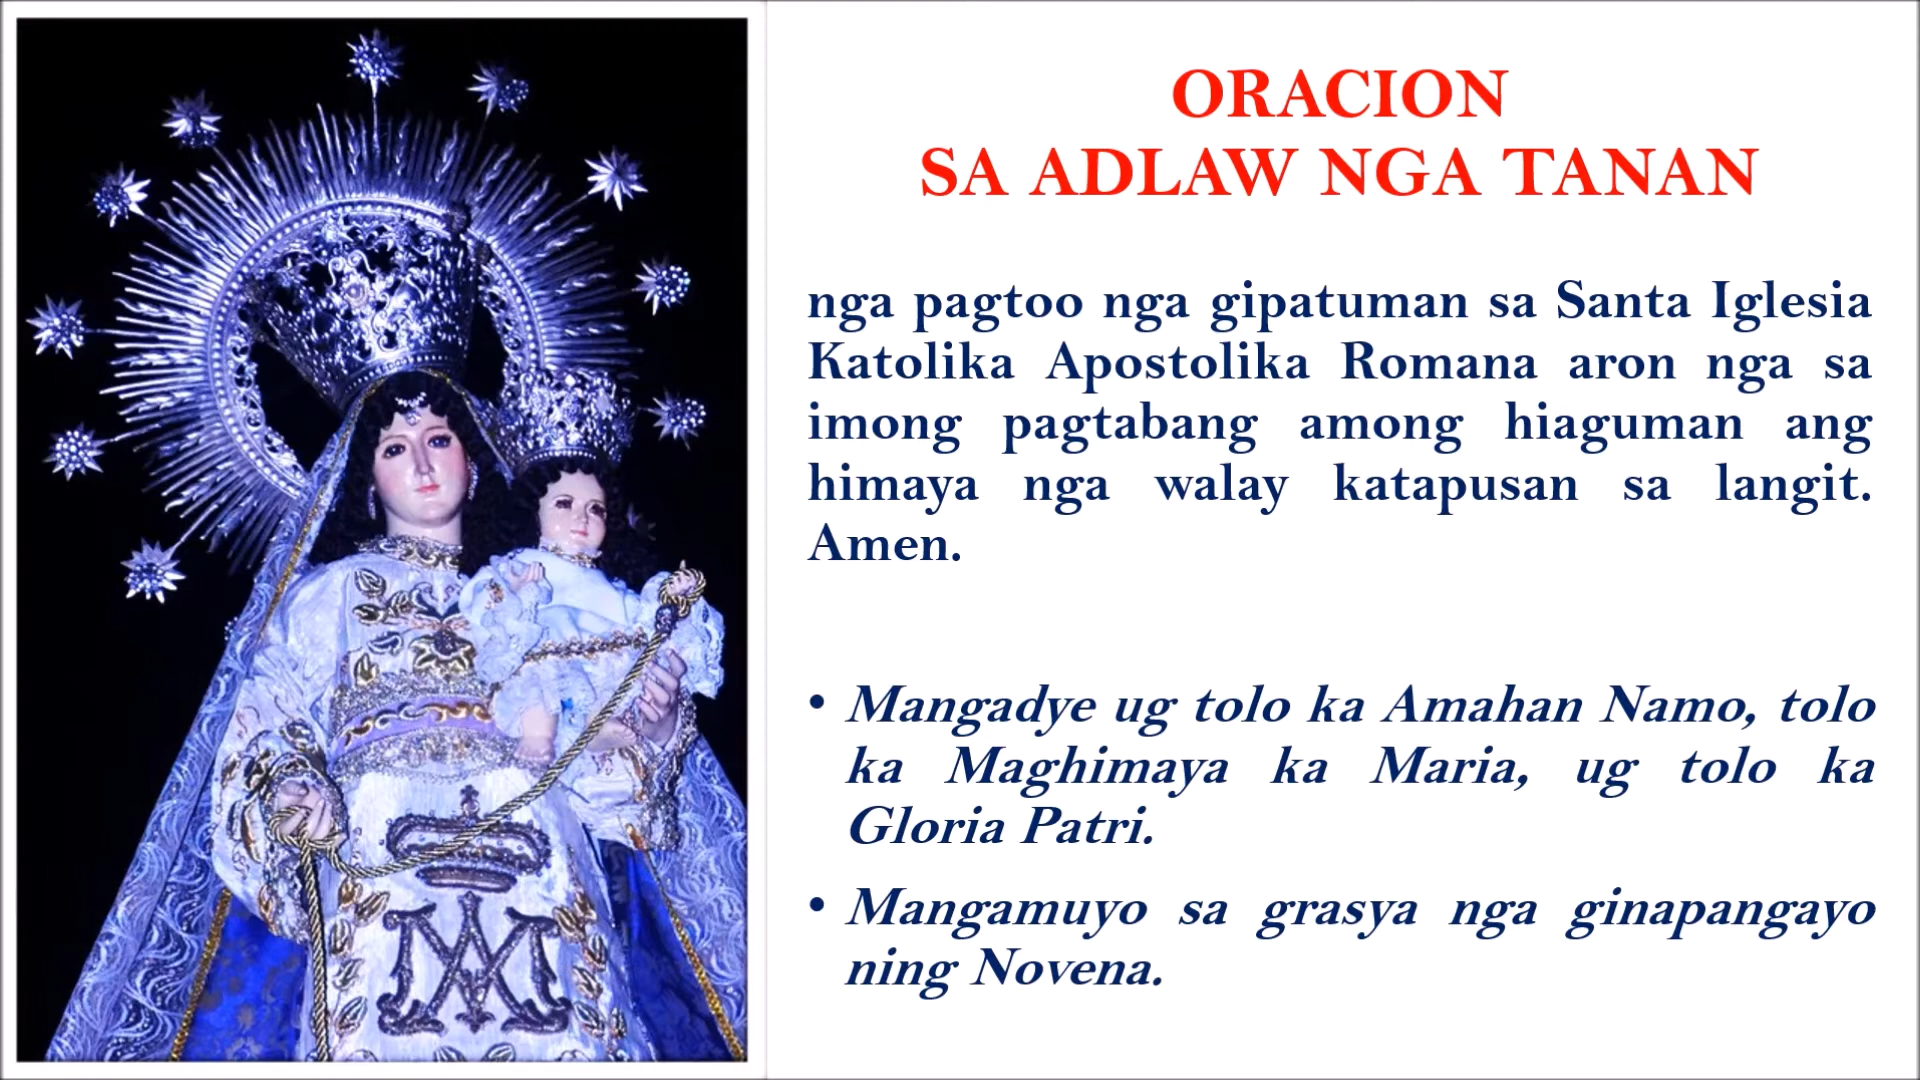 ORACION
SA ADLAW NGA TANAN
nga pagtoo nga gipatuman sa Santa Iglesia
Katolika Apostolika Romana aron nga sa
imong pagtabang among hiaguman ang
himaya nga walay katapusan sa langit.
Amen.
• Mangadye ug tolo ka Amahan Namo, tolo
ka Maghimaya ka Maria, ug tolo ka
Gloria Patri.
• Mangamuyo sa grasya nga ginapangayo
ning Novena.